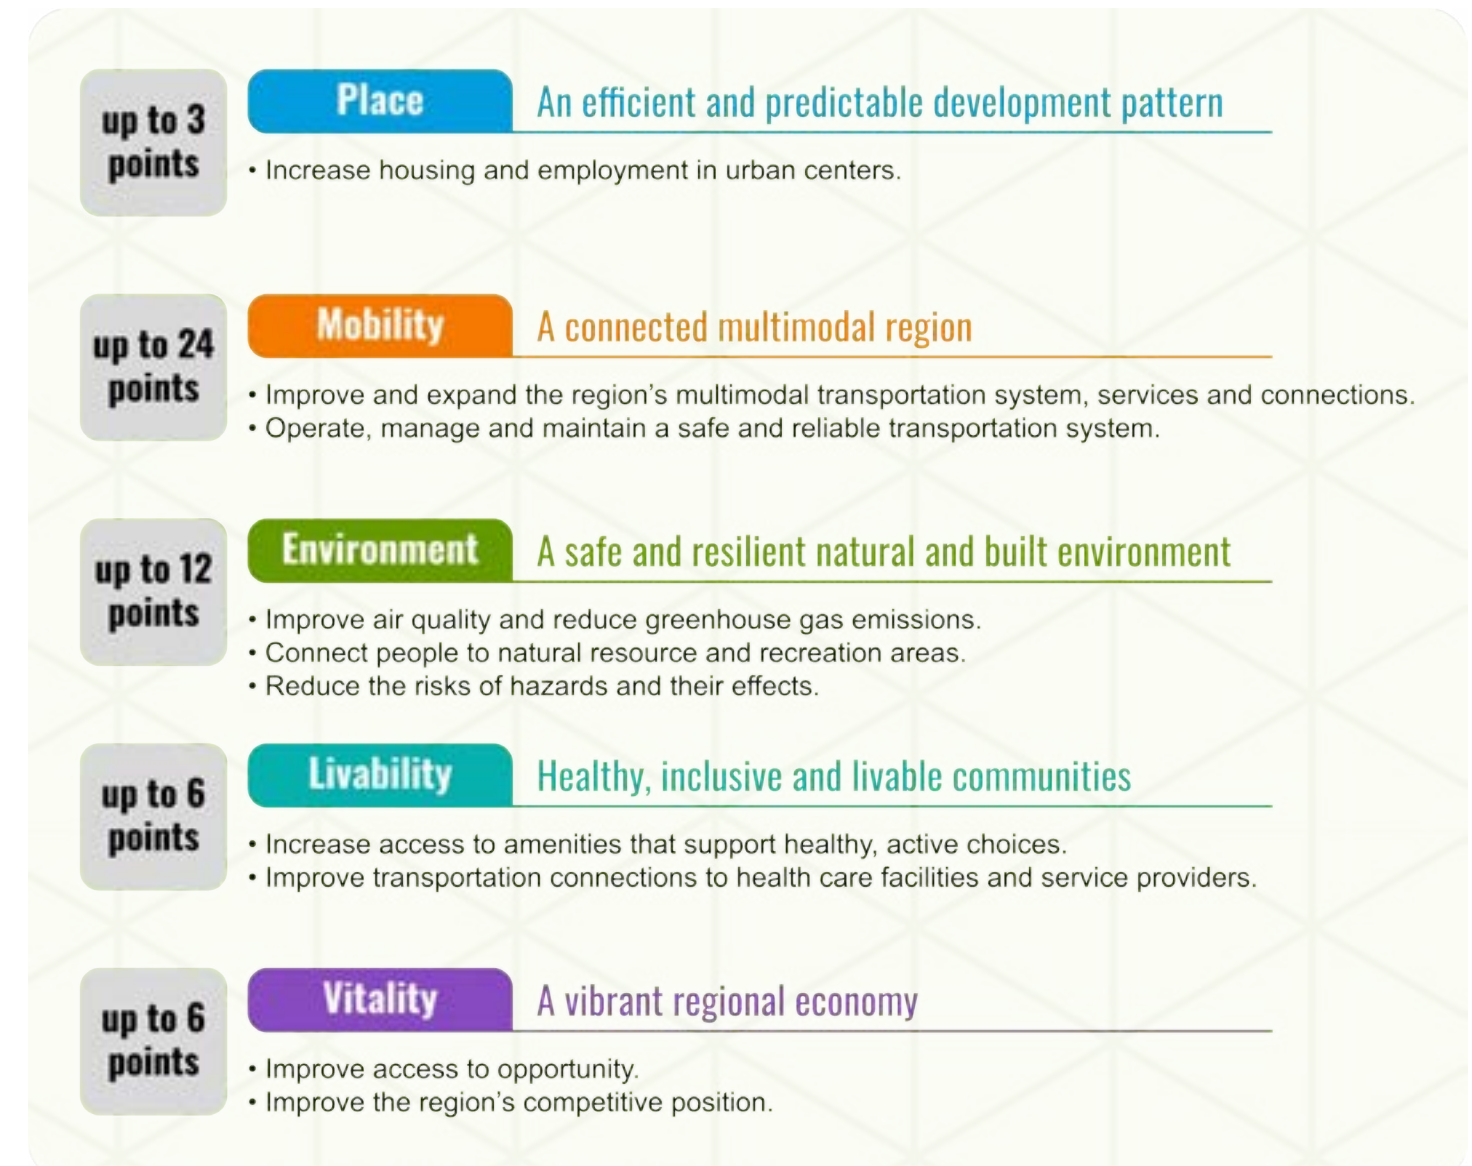 up to 3
points
Place
An efficient and predictable development pattern
• Increase housing and employment in urban centers.
up to 24
points
Mobility
A connected multimodal region
• Improve and expand the region's multimodal transportation system, services and connections.
• Operate, manage and maintain a safe and reliable transportation system.
up to 12
points
Environment
A safe and resilient natural and built environment
• Improve air quality and reduce greenhouse gas emissions.
• Connect people to natural resource and recreation areas.
• Reduce the risks of hazards and their effects.
up to 6
points
Livability
Healthy, inclusive and livable communities
• Increase access to amenities that support healthy, active choices.
• Improve transportation connections to health care facilities and service providers.
up to 6
points
Vitality
A vibrant regional economy
• Improve access to opportunity.
• Improve the region's competitive position.